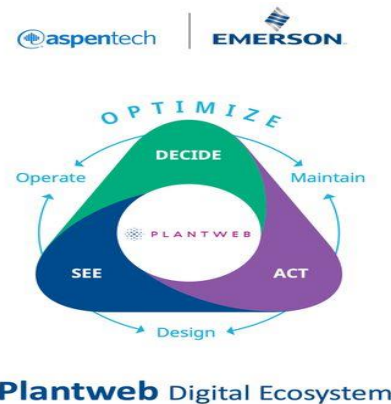 aspentech
EMERSON
OPTIMIZE
DECIDE
Operate
Maintain
PLANTWEB
SEE
ACT
Design
Plantweb Digital Ecosystem